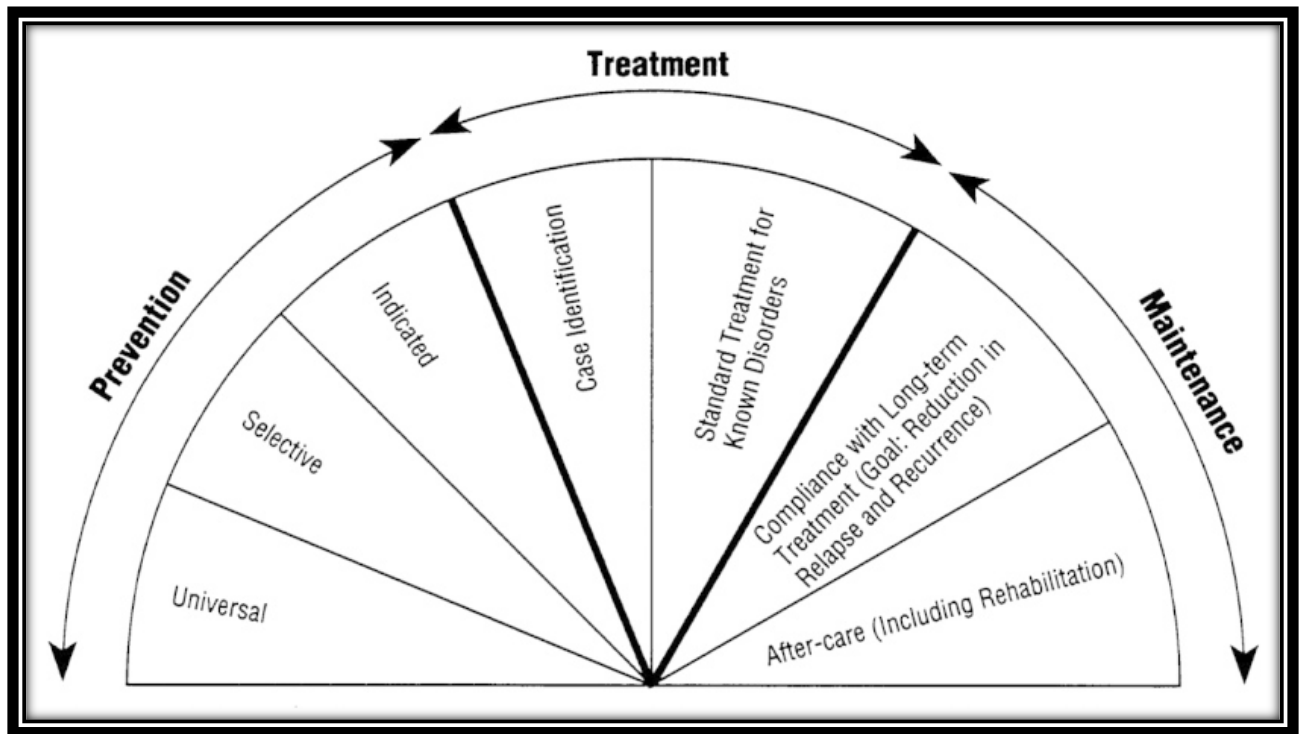 Treatment
Prevention
Maintenance
Universal
Selective
Indicated
Case Identification
Standard Treatment for
Known Disorders
Compliance with Long-term
Treatment (Goal: Reduction in
Relapse and Recurrence)
After-care (Including Rehabilitation)